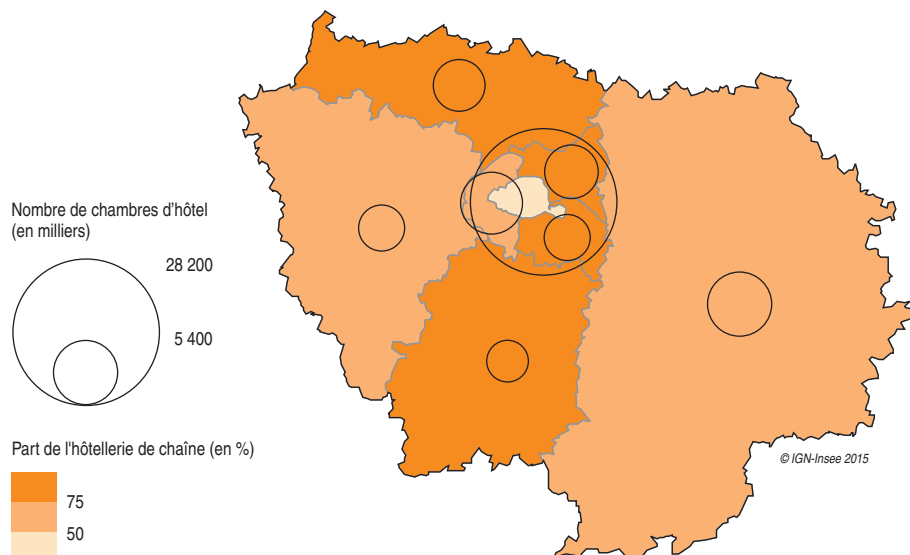 Nombre de chambres d'hôtel
(en milliers)
28 200
5 400
Part de l'hôtellerie de chaîne (en %)
75
50
© IGN-Insee 2015